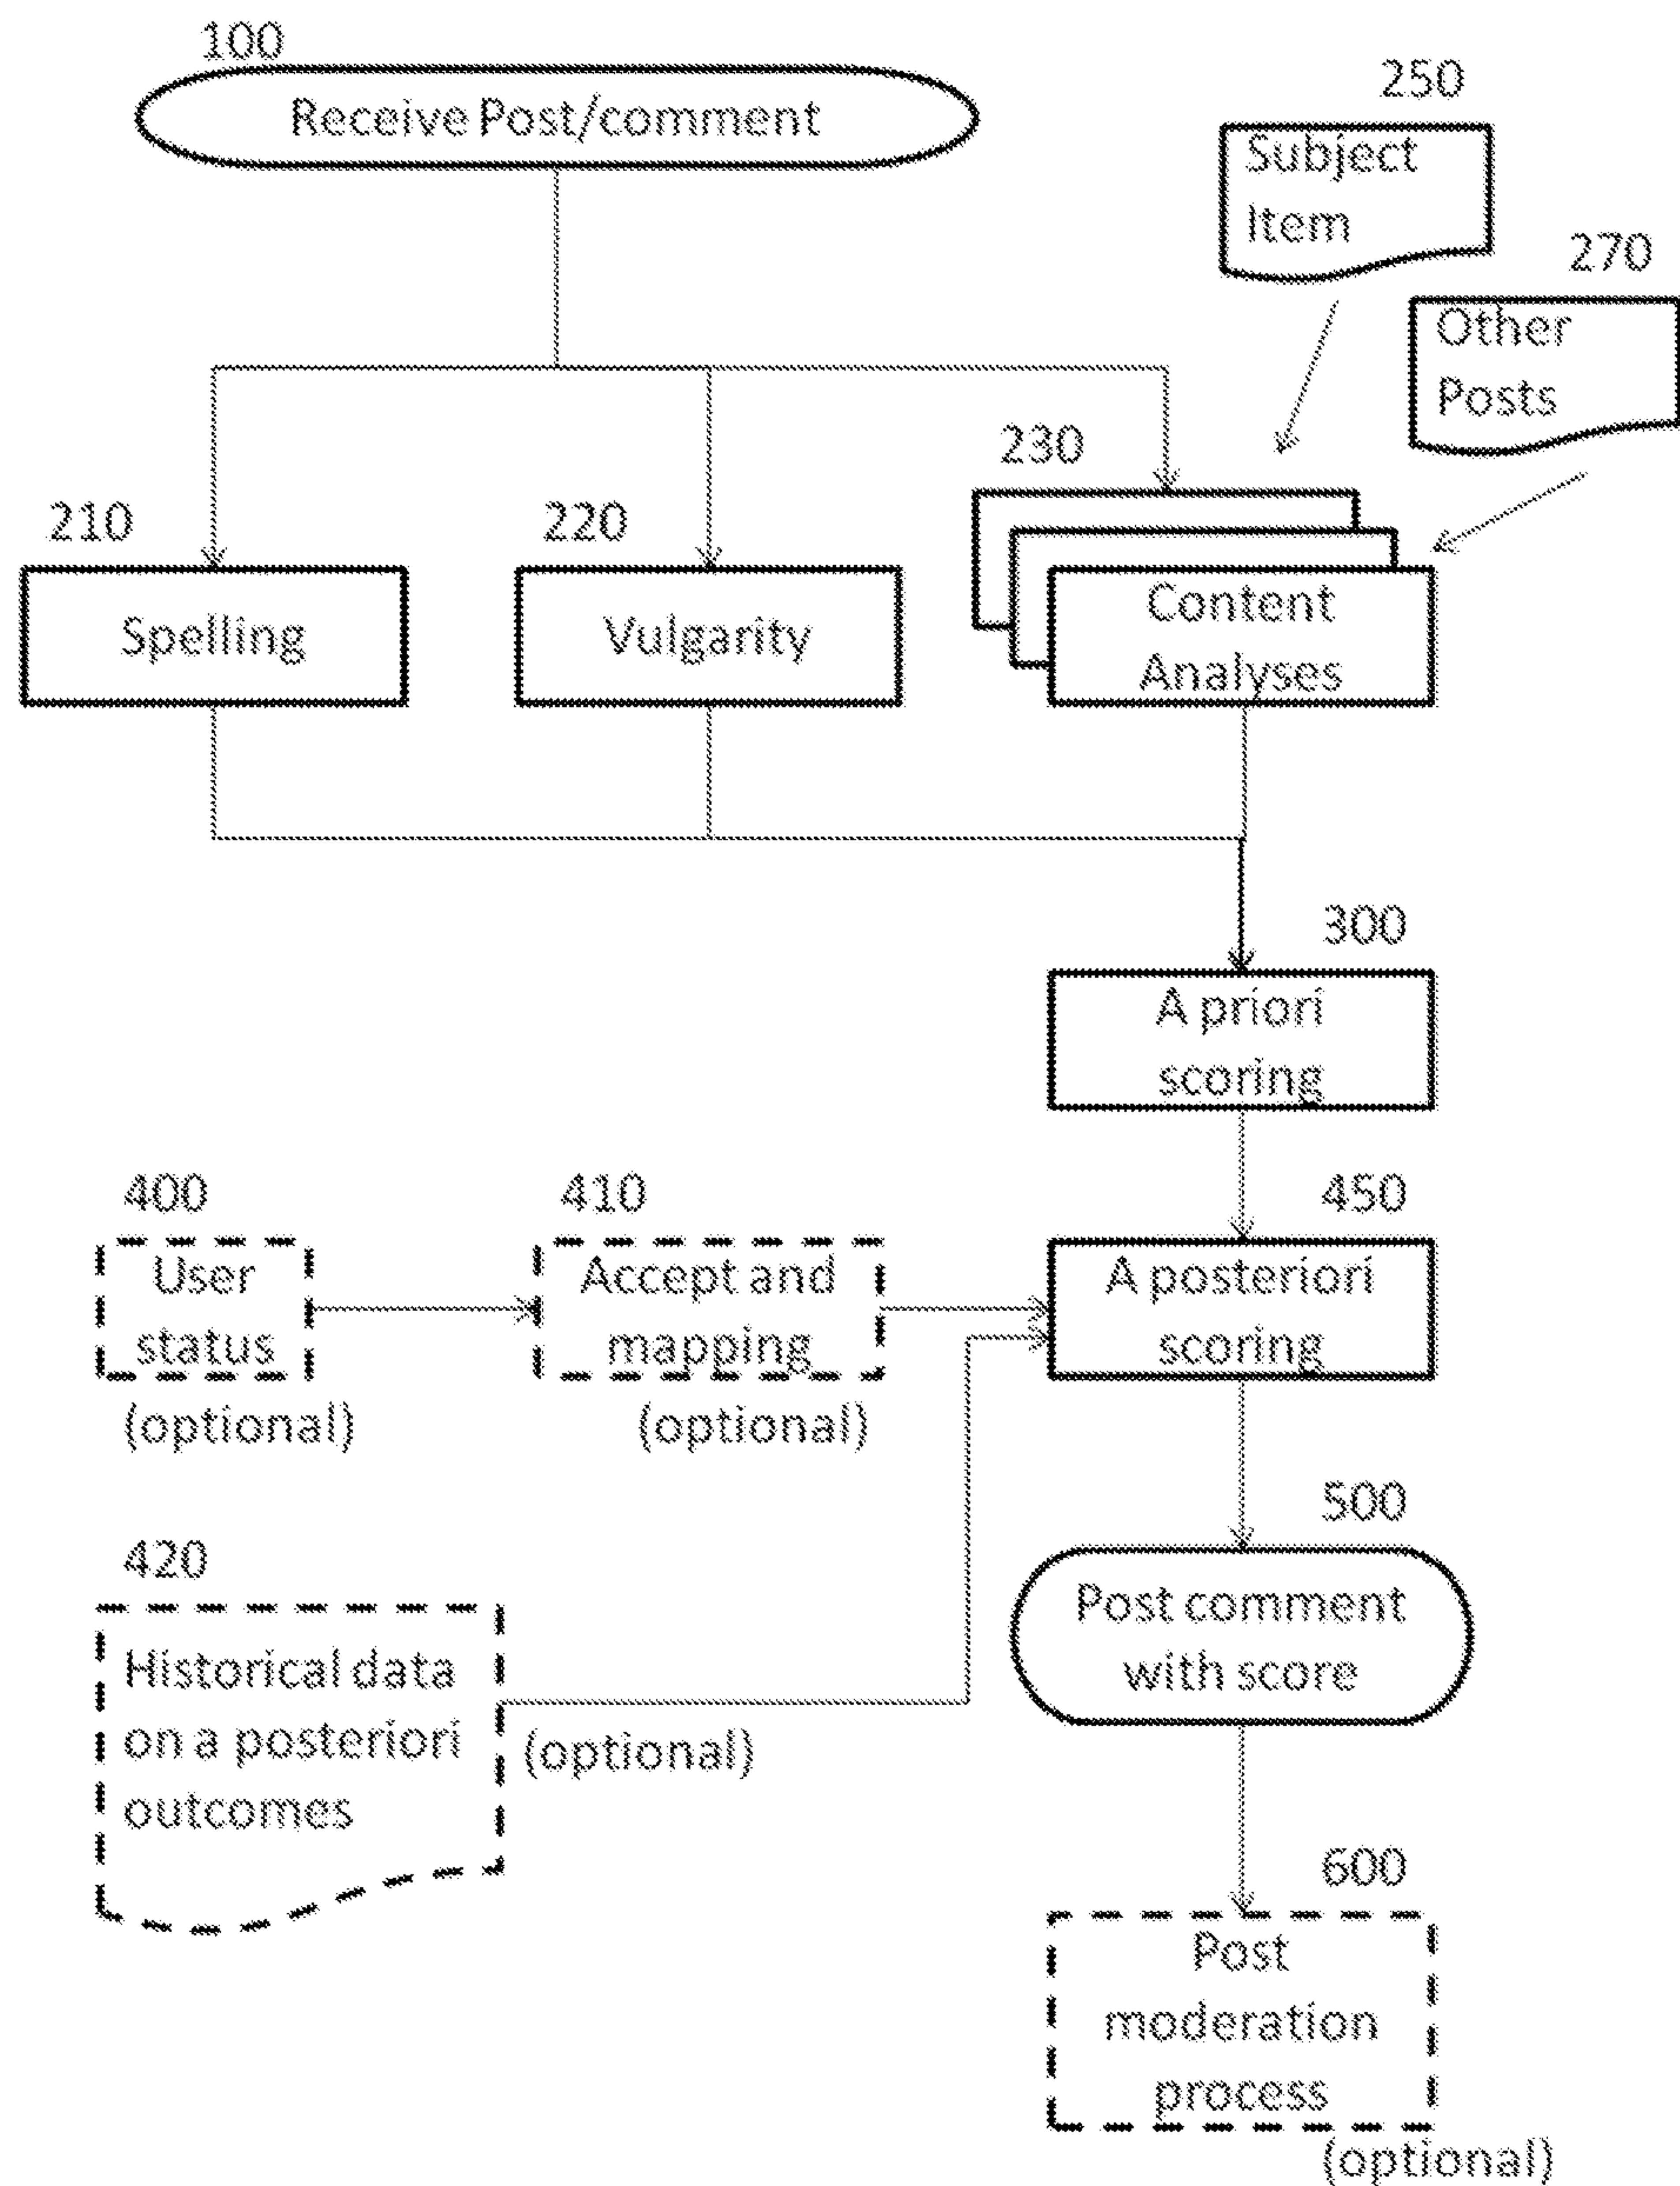 100
Receive Post/comment
250
Subject
Item
270
Other
Posts
230
210
220
Spelling
Vulgarity
Content
Analyses
300
A priori
scoring
400
410
450
User
status
(optional)
Accept and
mapping
(optional)
A posteriori
scoring
500
420
Post comment
with score
Historical data
on a posteriori
outcomes
(optional)
600
Post
moderation
process
(optional)